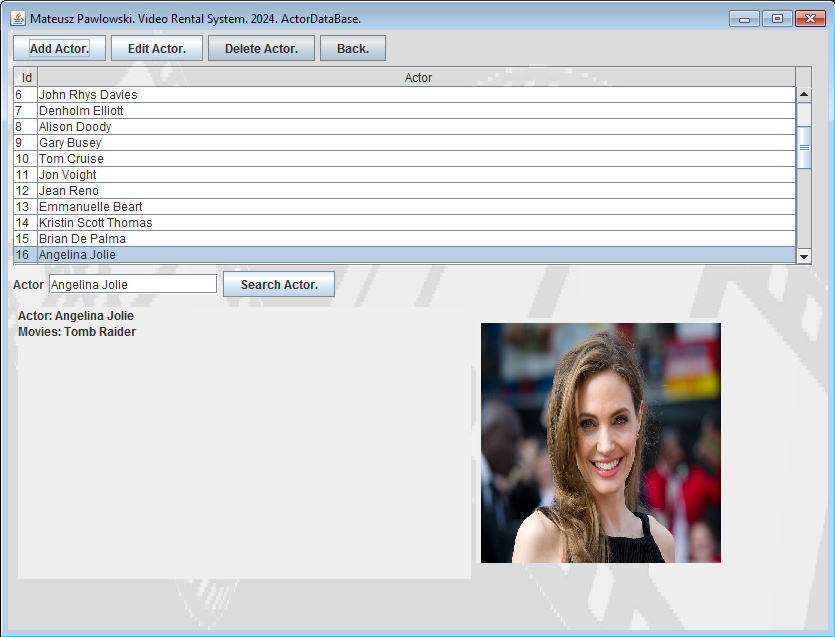 Mateusz Pawlowski. Video Rental System. 2024. ActorDataBase.
Add Actor. Edit Actor. Delete Actor. Back.
Id Actor
6 John Rhys Davies
7 Denholm Elliott
8 Alison Doody
9 Gary Busey
10 Tom Cruise
11 Jon Voight
12 Jean Reno
13 Emmanuelle Beart
14 Kristin Scott Thomas
15 Brian De Palma
16 Angelina Jolie
Actor Angelina Jolie Search Actor.
Actor: Angelina Jolie
Movies: Tomb Raider